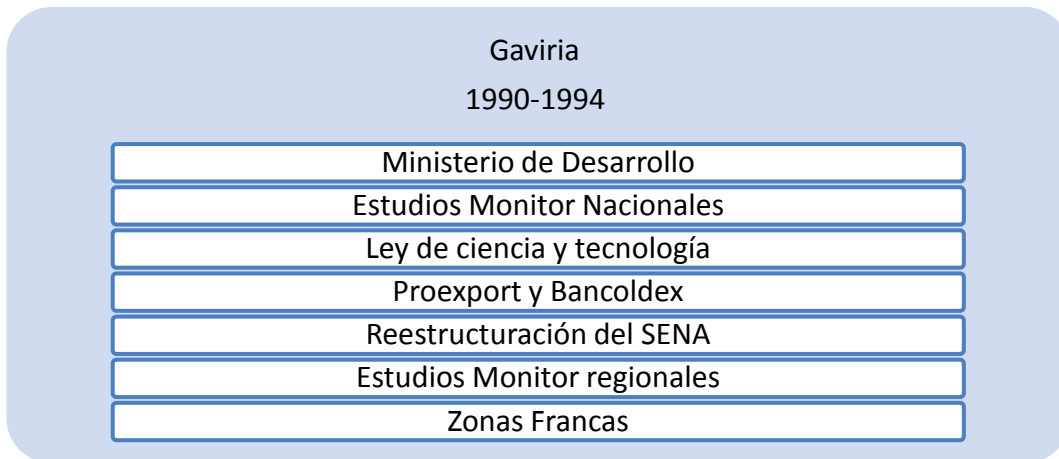 Gaviria
1990-1994
Ministerio de Desarrollo
Estudios Monitor Nacionales
Ley de ciencia y tecnología
Proexport y Bancoldex
Reestructuración del SENA
Estudios Monitor regionales
Zonas Francas